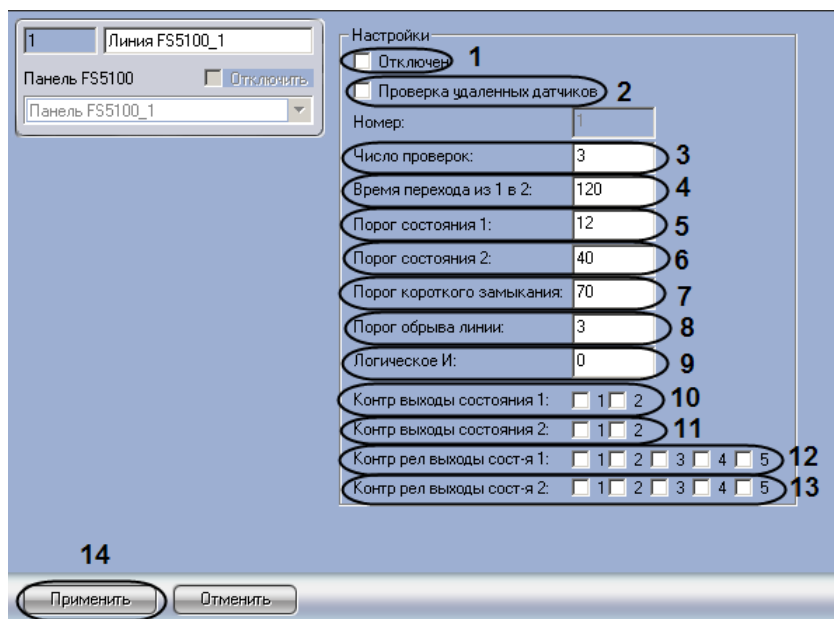 1 Линия FS5100_1
Панель FS5100 Отключить
Панель FS5100_1
Настройки
Отключен 1
Проверка удаленных датчиков 2
Номер: 1
Число проверок: 3 3
Время перехода из 1 в 2: 120 4
Порог состояния 1: 12 5
Порог состояния 2: 40 6
Порог короткого замыкания: 70 7
Порог обрыва линии: 3 8
Логическое И: 0 9
Контр выходы состояния 1: 1 2 10
Контр выходы состояния 2: 1 2 11
Контр рел выходы сост-я 1: 1 2 3 4 5 12
Контр рел выходы сост-я 2: 1 2 3 4 5 13
14
Применить Отменить